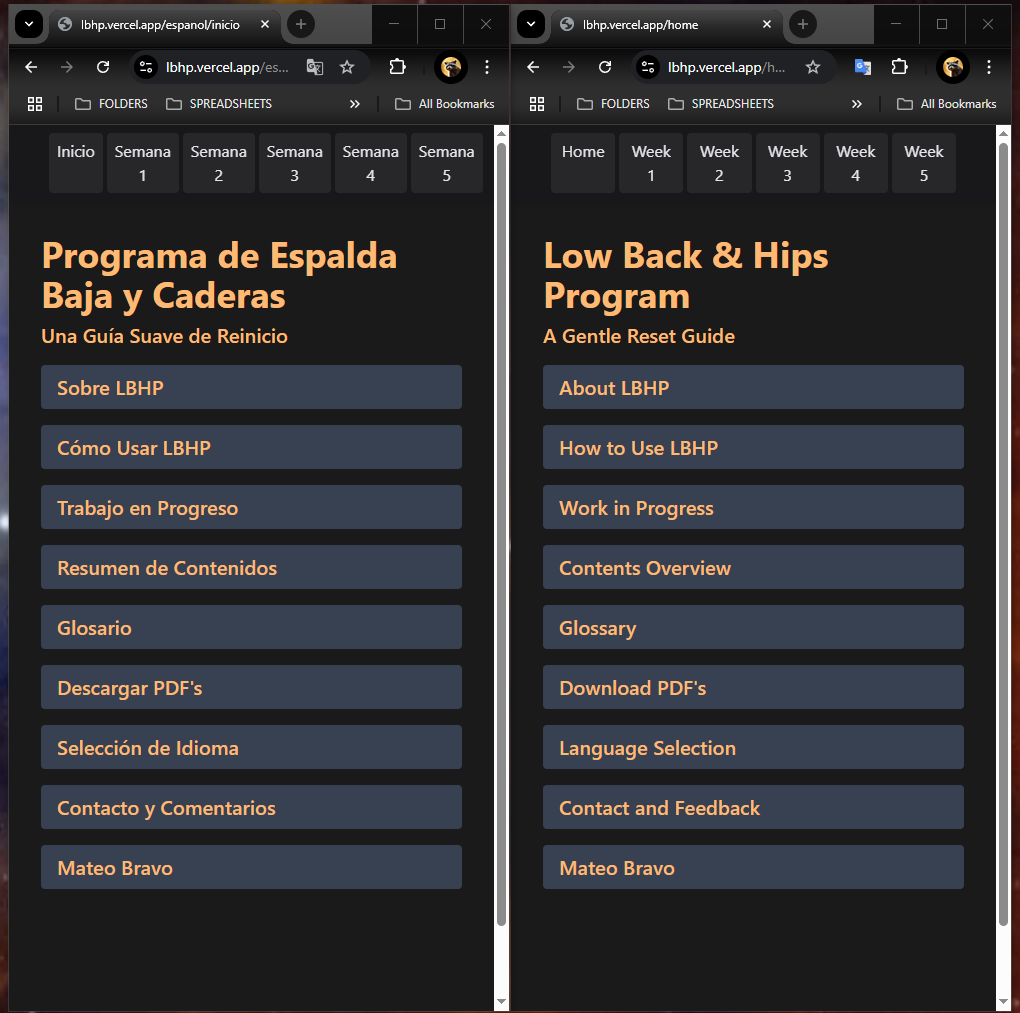 lbhp.vercel.app/espanol/inicio
lbhp.vercel.app/es...
FOLDERS SPREADSHEETS » All Bookmarks
Inicio Semana 1 Semana 2 Semana 3 Semana 4 Semana 5
Programa de Espalda
Baja y Caderas
Una Guía Suave de Reinicio
Sobre LBHP
Cómo Usar LBHP
Trabajo en Progreso
Resumen de Contenidos
Glosario
Descargar PDF's
Selección de Idioma
Contacto y Comentarios
Mateo Bravo
lbhp.vercel.app/home
lbhp.vercel.app/h...
FOLDERS SPREADSHEETS » All Bookmarks
Home Week 1 Week 2 Week 3 Week 4 Week 5
Low Back & Hips
Program
A Gentle Reset Guide
About LBHP
How to Use LBHP
Work in Progress
Contents Overview
Glossary
Download PDF's
Language Selection
Contact and Feedback
Mateo Bravo